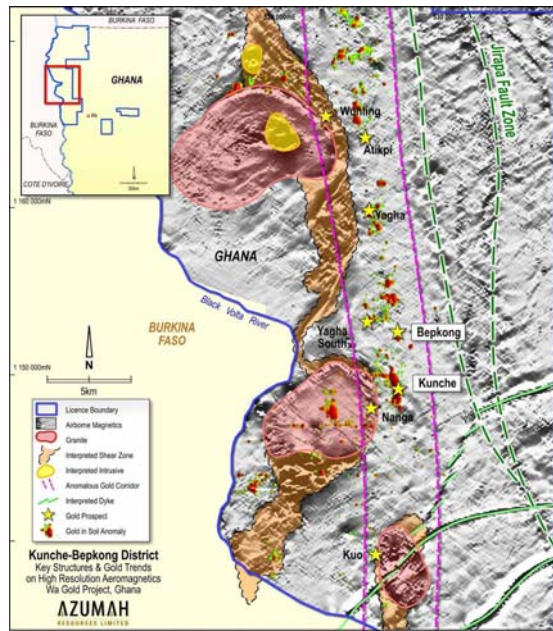 BURKINA FASO
GHANA
BURKINA
FASO
COTE D'IVOIRE
Wa
Jirapa Fault Zone
Wohling
Atikpi
1 160 000mN
Yagha
GHANA
Black Volta River
BURKINA
FASO
Yagha
South
Bepkong
N
5km
1 150 000mN
Kunche
Nanga
Licence Boundary
Airborne Magnetics
Granite
Interpreted Shear Zone
Interpreted Intrusive
Anomalous Gold Corridor
Interpreted Dyke
Gold Prospect
Gold in Soil Anomaly
Kuo
Kunche-Bepkong District
Key Structures & Gold Trends
on High Resolution Aeromagnetics
Wa Gold Project, Ghana
AZUMAH
RESOURCES LIMITED